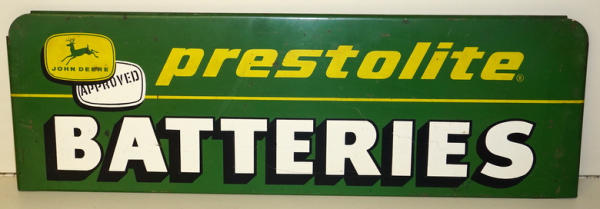 JOHN DEERE
APPROVED
prestolite®
BATTERIES